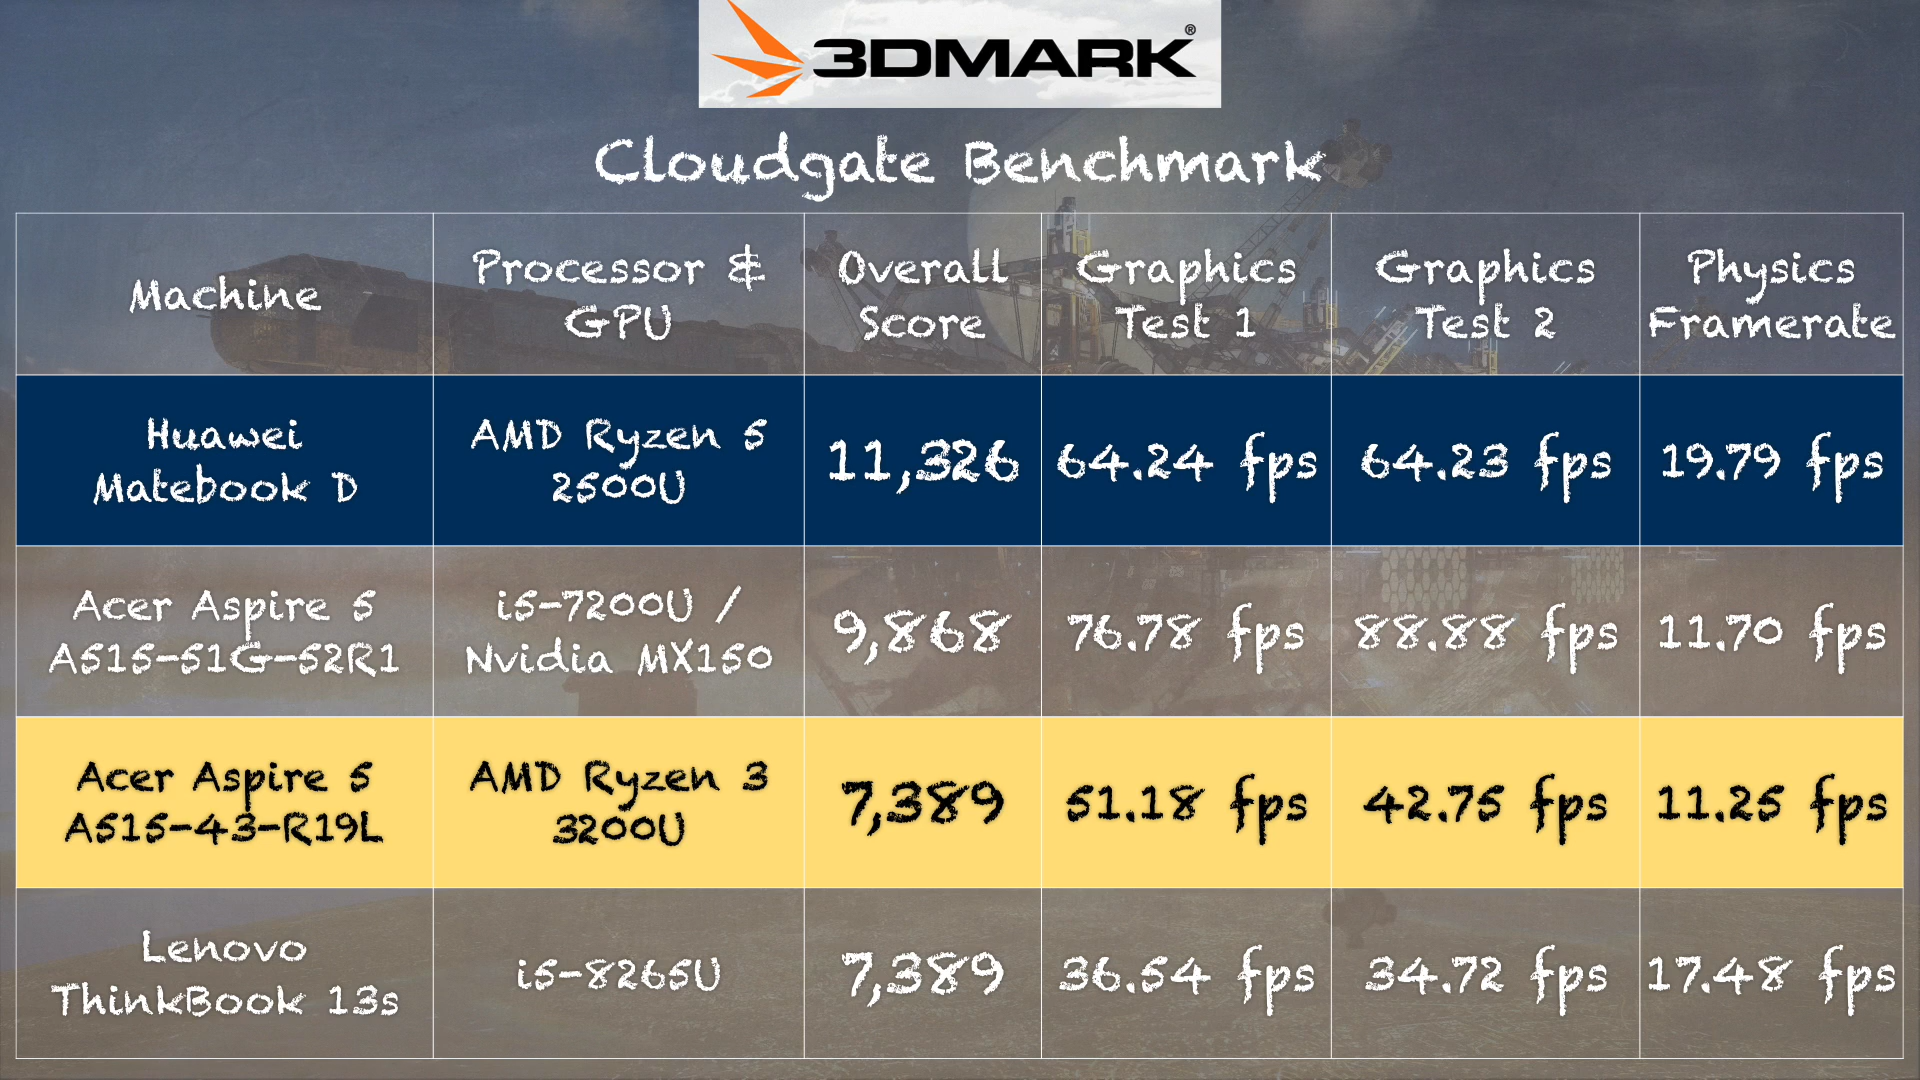 3DMARK®
Cloudgate Benchmark
Machine
Processor &
GPU
Overall
Score
Graphics
Test 1
Graphics
Test 2
Physics
Framerate
Huawei
Matebook D
AMD Ryzen 5
2500U
11,326
64.24 fps
64.23 fps
19.79 fps
Acer Aspire 5
A515-51G-52R1
i5-7200U /
Nvidia MX150
9,868
76.78 fps
88.88 fps
11.70 fps
Acer Aspire 5
A515-43-R19L
AMD Ryzen 3
3200U
7,389
51.18 fps
42.75 fps
11.25 fps
Lenovo
ThinkBook 13s
i5-8265U
7,389
36.54 fps
34.72 fps
17.48 fps